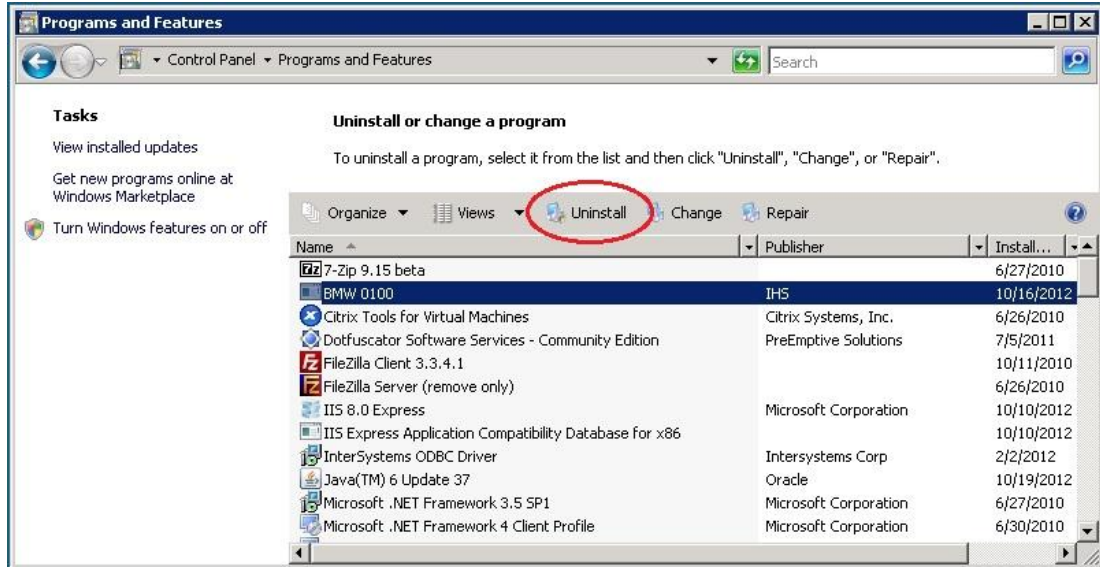 Programs and Features
Control Panel Programs and Features Search
Tasks
View installed updates
Get new programs online at
Windows Marketplace
Turn Windows features on or off
Uninstall or change a program
To uninstall a program, select it from the list and then click "Uninstall", "Change", or "Repair".
Organize Views Uninstall Change Repair
Name Publisher Install...
7-Zip 9.15 beta 6/27/2010
BMW 0100 IHS 10/16/2012
Citrix Tools for Virtual Machines Citrix Systems, Inc. 6/26/2010
Dotfuscator Software Services - Community Edition PreEmptive Solutions 7/5/2011
FileZilla Client 3.3.4.1 10/11/2010
FileZilla Server (remove only) 6/26/2010
IIS 8.0 Express Microsoft Corporation 10/10/2012
IIS Express Application Compatibility Database for x86 10/10/2012
InterSystems ODBC Driver Intersystems Corp 2/2/2012
Java(TM) 6 Update 37 Oracle 10/19/2012
Microsoft .NET Framework 3.5 SP1 Microsoft Corporation 6/27/2010
Microsoft .NET Framework 4 Client Profile Microsoft Corporation 6/30/2010